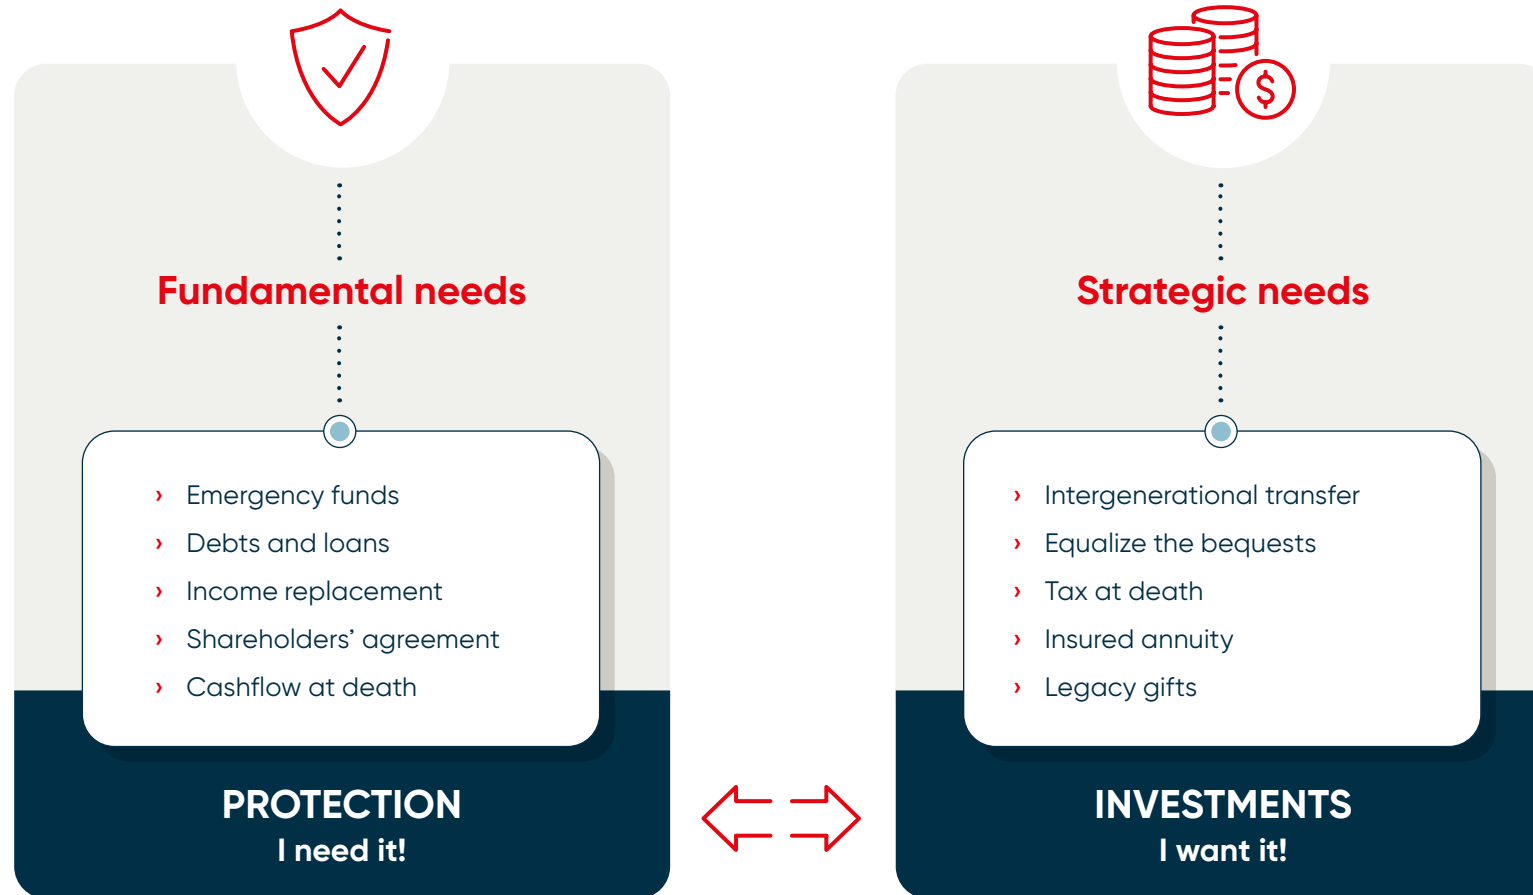 $
Fundamental needs
› Emergency funds
› Debts and loans
› Income replacement
› Shareholders’ agreement
› Cashflow at death
PROTECTION
I need it!
Strategic needs
› Intergenerational transfer
› Equalize the bequests
› Tax at death
› Insured annuity
› Legacy gifts
INVESTMENTS
I want it!